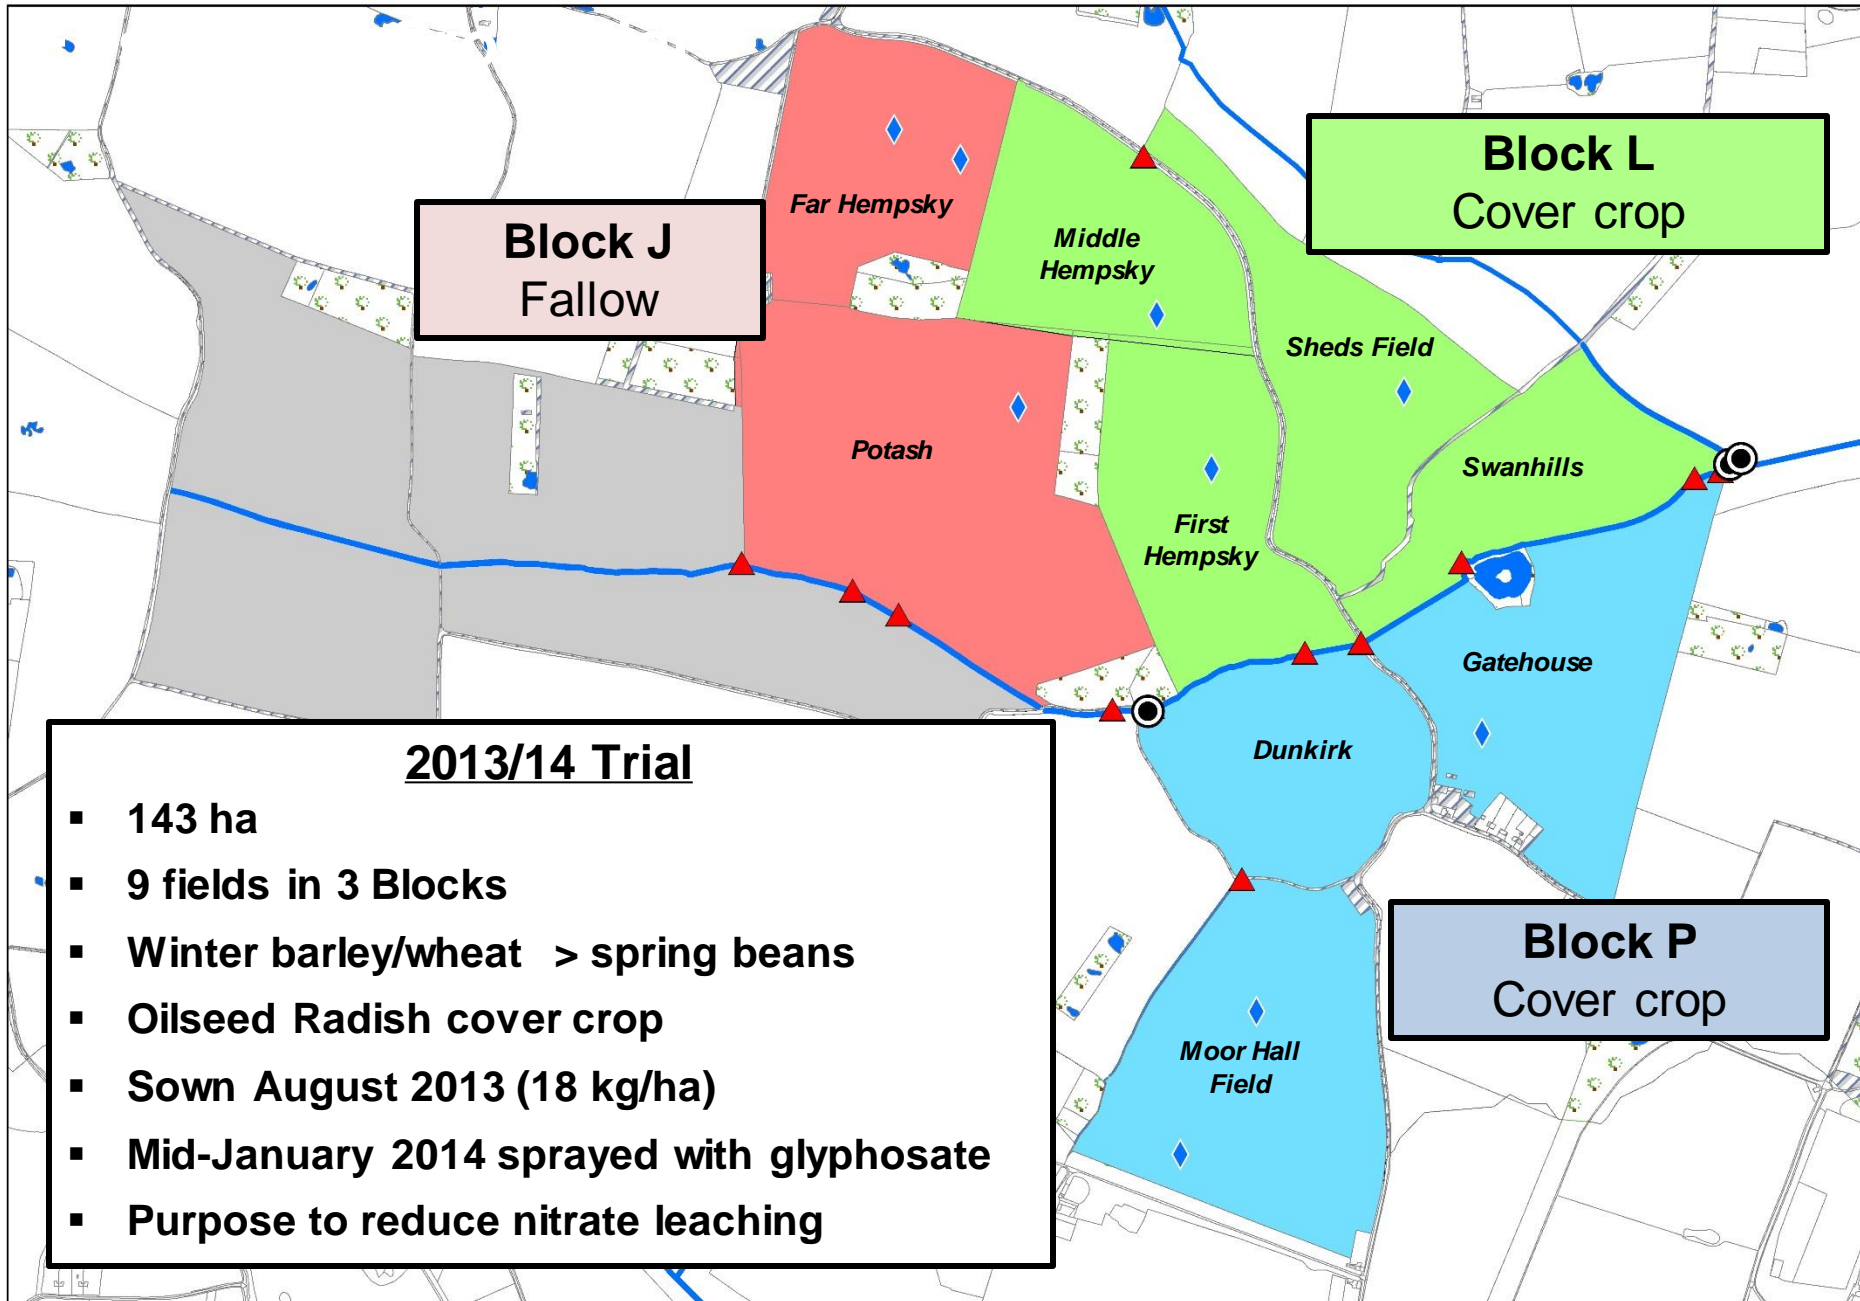 Block L
Cover crop
Far Hempsky
Block J
Fallow
Middle
Hempsky
Sheds Field
Potash
Swanhills
First
Hempsky
Gatehouse
Dunkirk
2013/14 Trial
▪ 143 ha
▪ 9 fields in 3 Blocks
▪ Winter barley/wheat > spring beans
▪ Oilseed Radish cover crop
▪ Sown August 2013 (18 kg/ha)
▪ Mid-January 2014 sprayed with glyphosate
▪ Purpose to reduce nitrate leaching
Block P
Cover crop
Moor Hall
Field